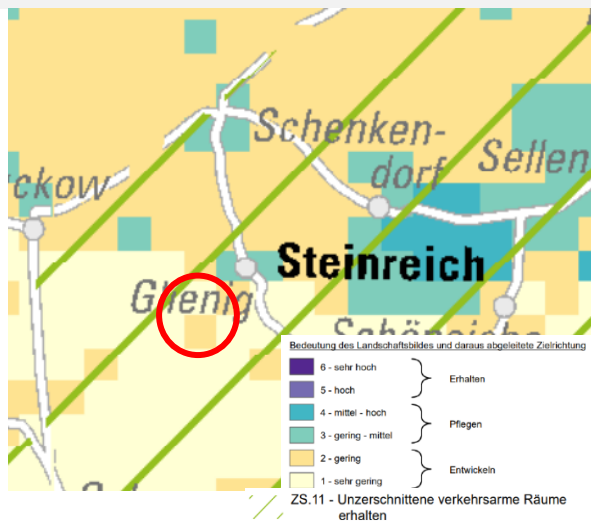 Schenken-
dorf
Sellen
ckow
Steinreich
Glienig
Bedeutung des Landschaftsbildes und daraus abgeleitete Zielrichtung
6 - sehr hoch
5 - hoch
Erhalten
4 - mittel - hoch
3 - gering - mittel
Pflegen
2 - gering
1 - sehr gering
Entwickeln
ZS.11 - Unzerschnittene verkehrsarme Räume
erhalten